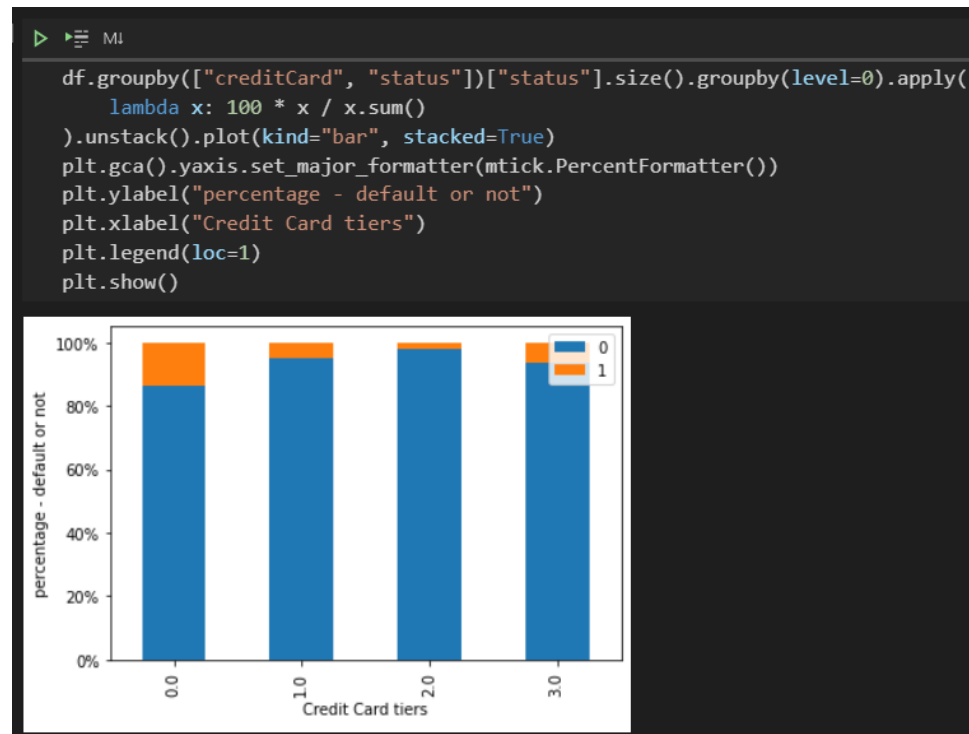 M↓
df.groupby(["creditCard", "status"])["status"].size().groupby(level=0).apply(
lambda x: 100 * x / x.sum()
).unstack().plot(kind="bar", stacked=True)
plt.gca().yaxis.set_major_formatter(mtick.PercentFormatter())
plt.ylabel("percentage - default or not")
plt.xlabel("Credit Card tiers")
plt.legend(loc=1)
plt.show()
0
1
100%
80%
60%
40%
20%
0%
percentage - default or not
0.0
1.0
2.0
3.0
Credit Card tiers